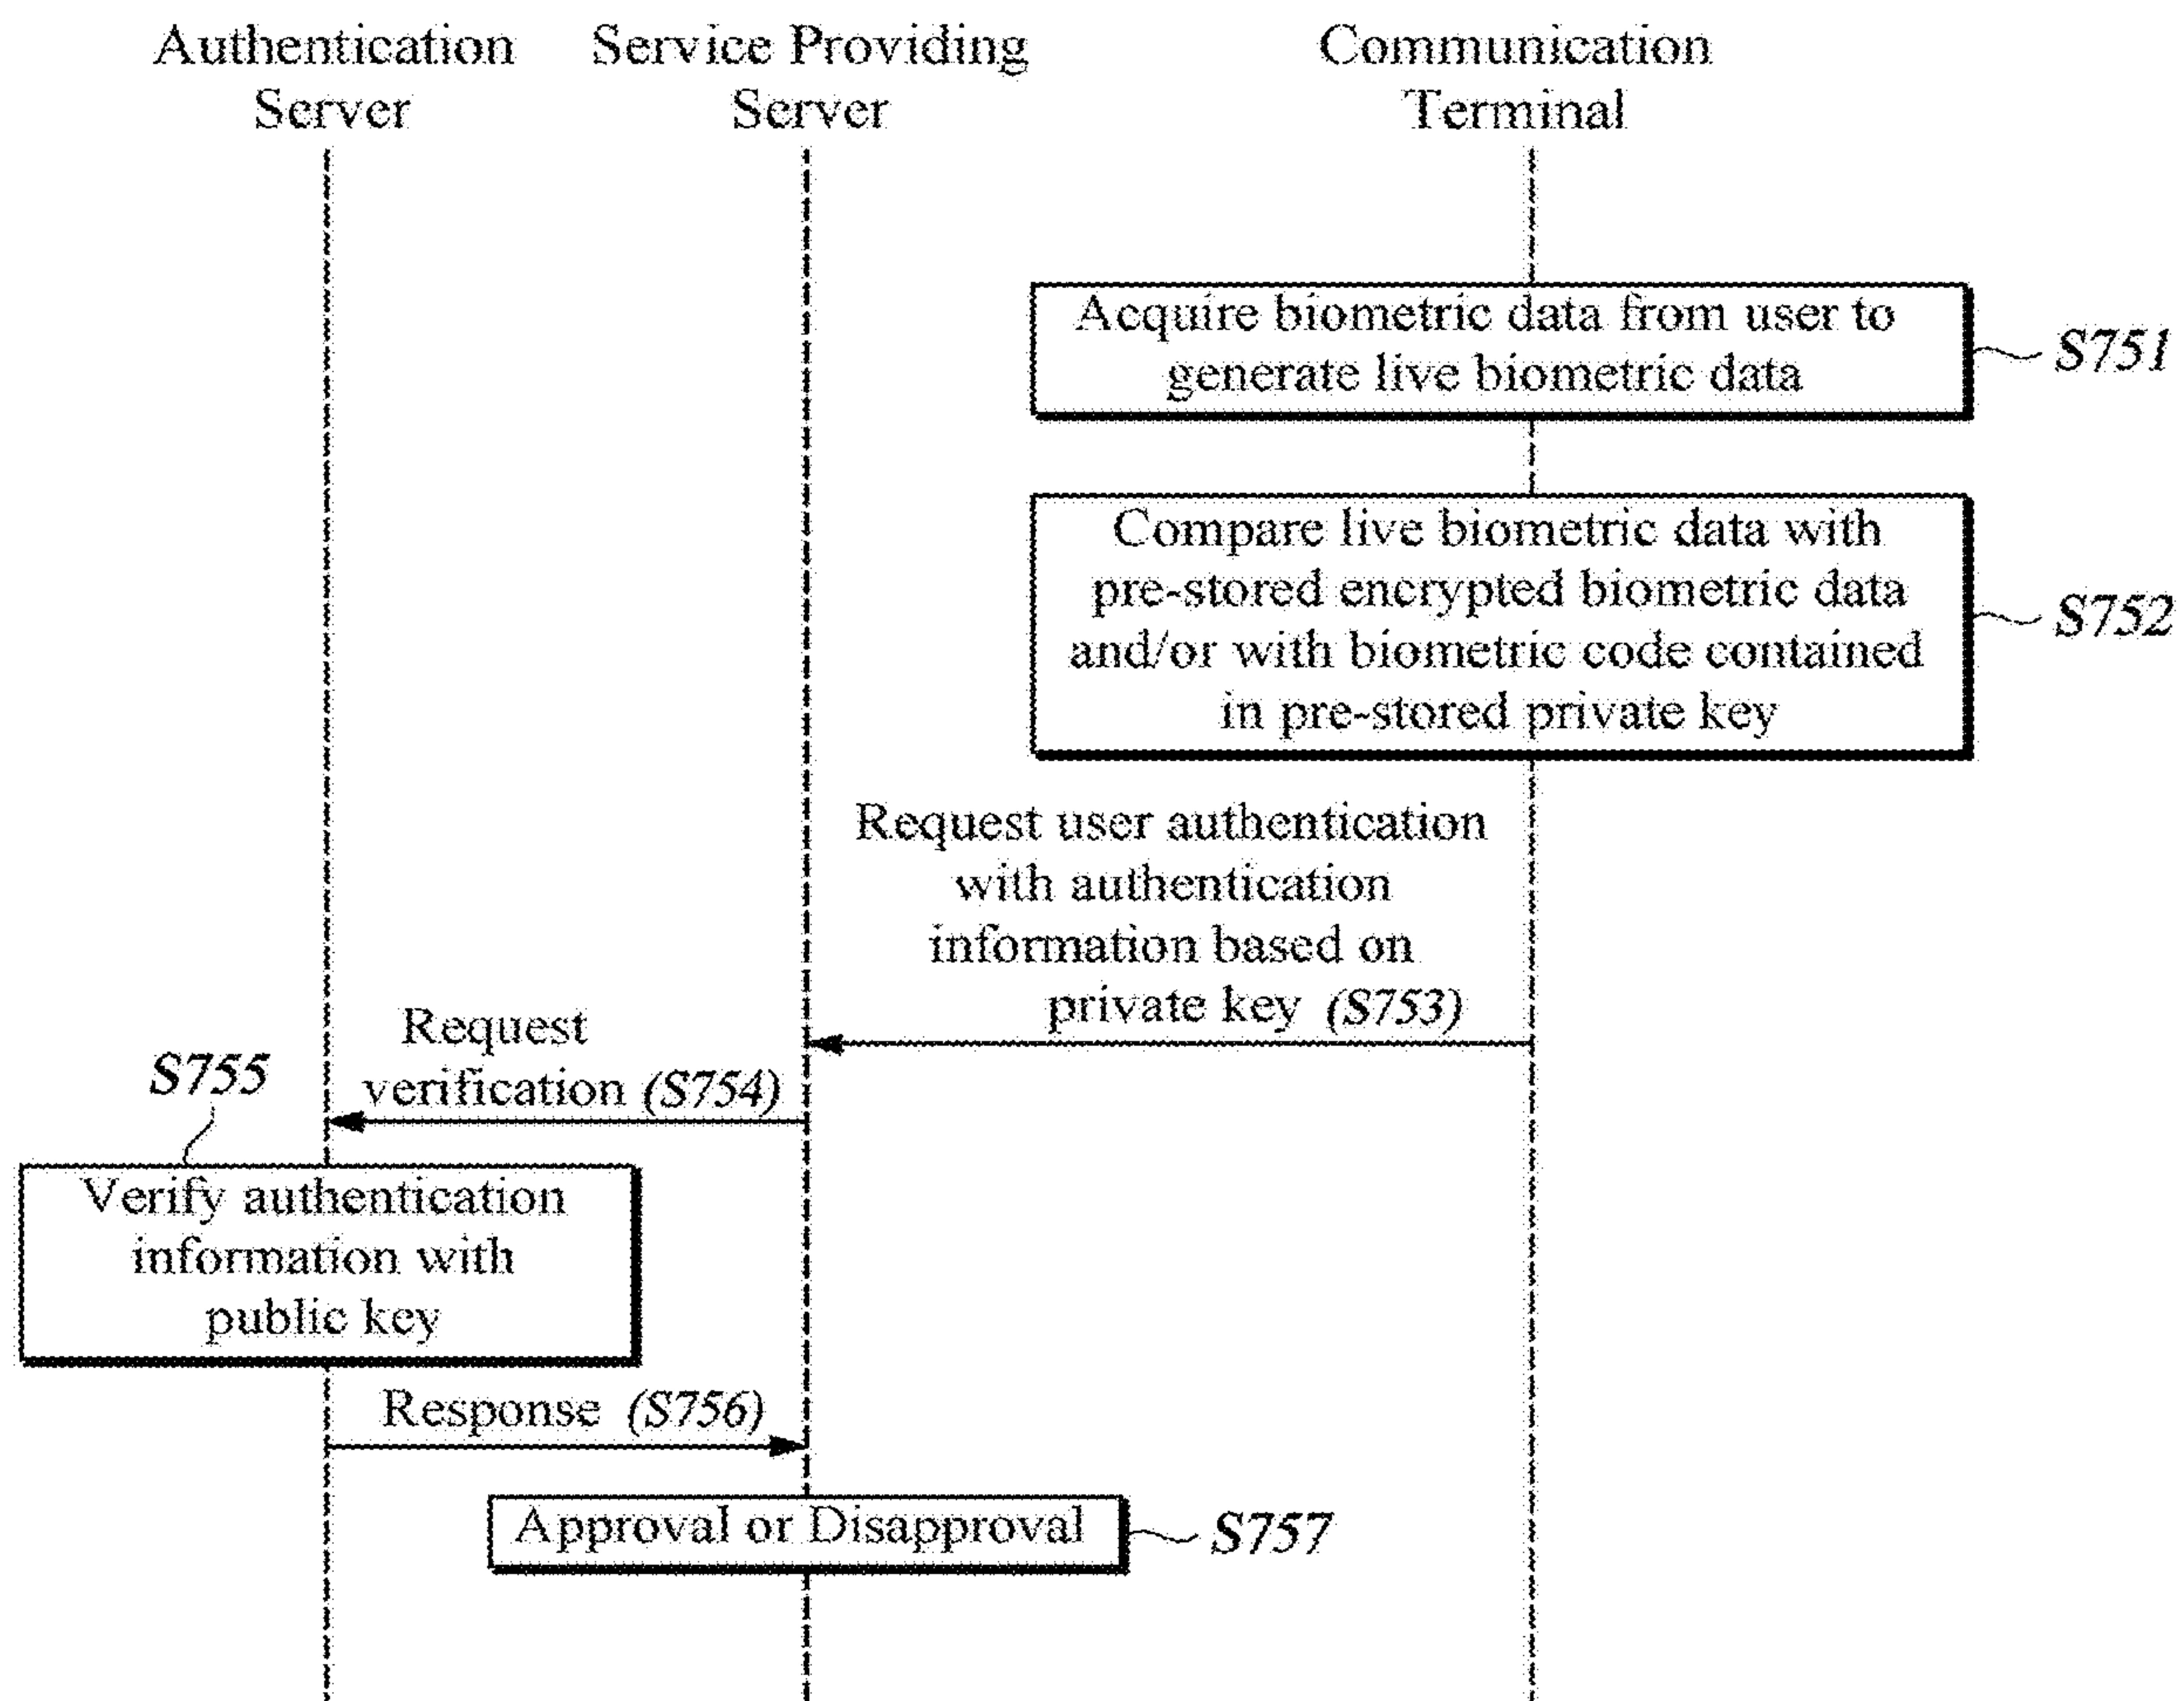 Authentication
Server
Service Providing
Server
Communication
Terminal
Acquire biometric data from user to
generate live biometric data
S751
Compare live biometric data with
pre-stored encrypted biometric data
and/or with biometric code contained
in pre-stored private key
S752
Request user authentication
with authentication
information based on
private key (S753)
Request
verification (S754)
S755
Verify authentication
information with
public key
Response (S756)
Approval or Disapproval
S757